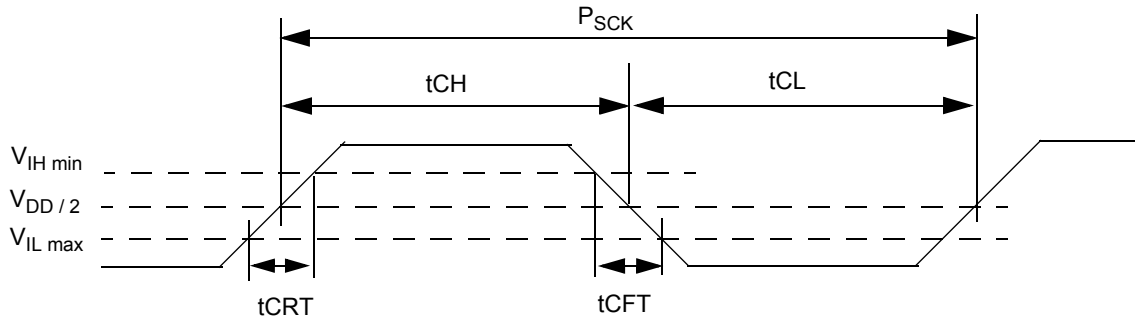 PSCK
tCH
tCL
VIH min
VDD / 2
VIL max
tCRT
tCFT